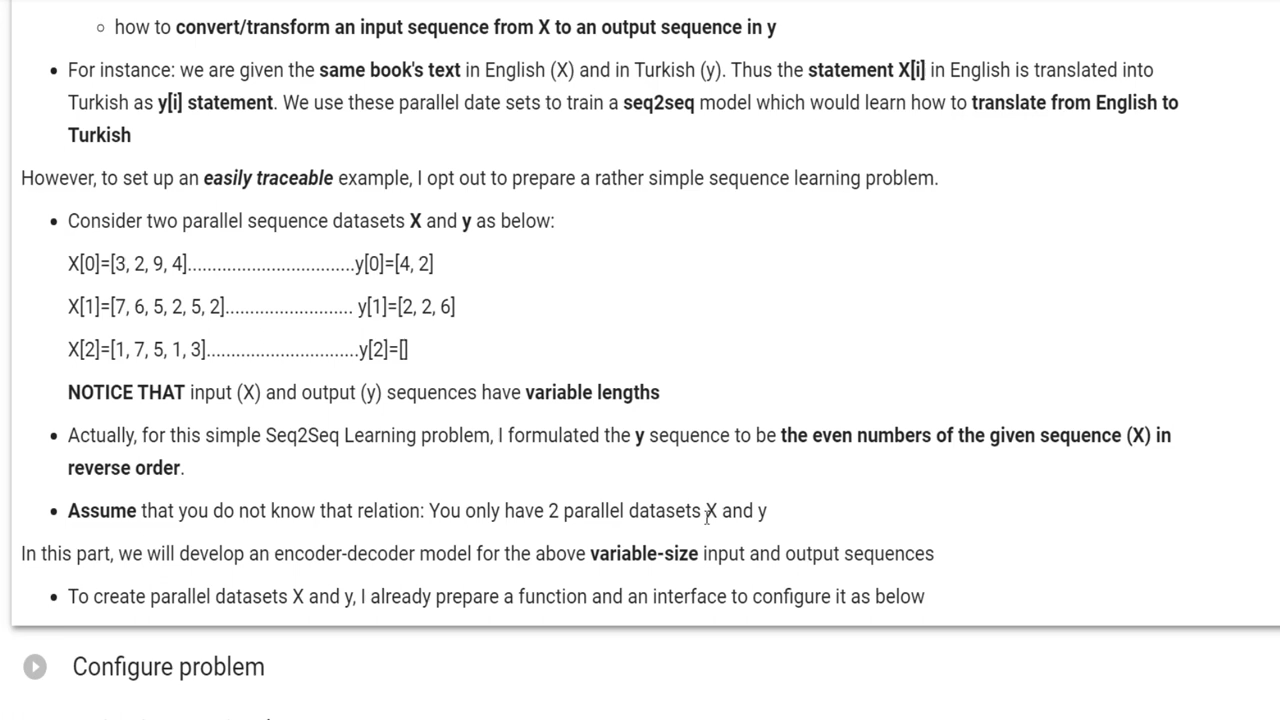 how to convert/transform an input sequence from X to an output sequence in y
For instance: we are given the same book's text in English (X) and in Turkish (y). Thus the statement X[i] in English is translated into
Turkish as y[i] statement. We use these parallel date sets to train a seq2seq model which would learn how to translate from English to
Turkish
However, to set up an easily traceable example, I opt out to prepare a rather simple sequence learning problem.
Consider two parallel sequence datasets X and y as below:
X[0]=[3, 2, 9, 4]..................................y[0]=[4, 2]
X[1]=[7, 6, 5, 2, 5, 2].......................... y[1]=[2, 2, 6]
X[2]=[1, 7, 5, 1, 3]...............................y[2]=[]
NOTICE THAT input (X) and output (y) sequences have variable lengths
Actually, for this simple Seq2Seq Learning problem, I formulated the y sequence to be the even numbers of the given sequence (X) in
reverse order.
Assume that you do not know that relation: You only have 2 parallel datasets X and y
In this part, we will develop an encoder-decoder model for the above variable-size input and output sequences
To create parallel datasets X and y, I already prepare a function and an interface to configure it as below
Configure problem